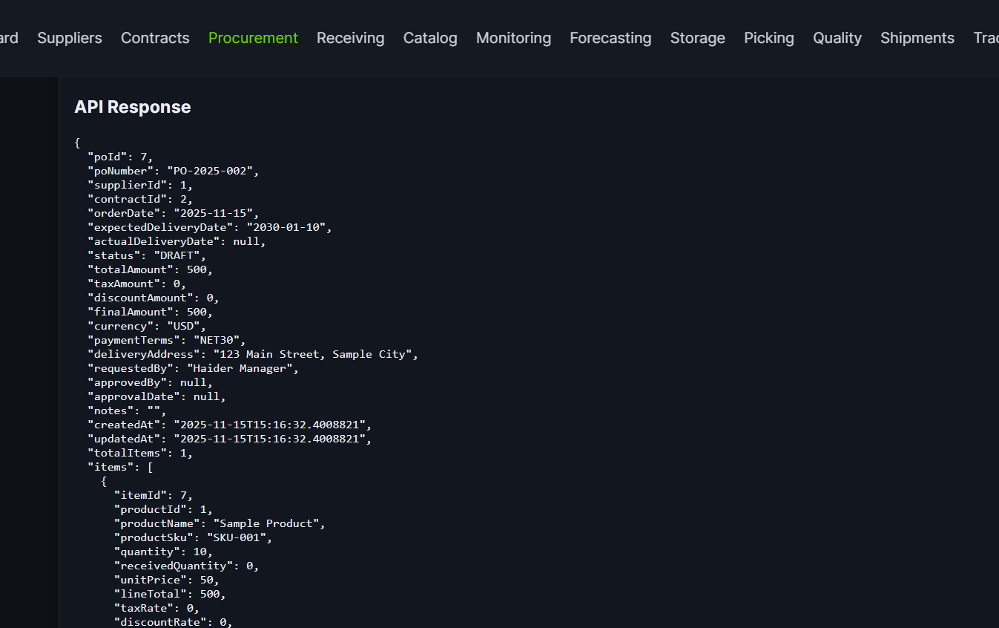 ard Suppliers Contracts Procurement Receiving Catalog Monitoring Forecasting Storage Picking Quality Shipments Trac
API Response
{
  "poId": 7,
  "poNumber": "PO-2025-002",
  "supplierId": 1,
  "contractId": 2,
  "orderDate": "2025-11-15",
  "expectedDeliveryDate": "2030-01-10",
  "actualDeliveryDate": null,
  "status": "DRAFT",
  "totalAmount": 500,
  "taxAmount": 0,
  "discountAmount": 0,
  "finalAmount": 500,
  "currency": "USD",
  "paymentTerms": "NET30",
  "deliveryAddress": "123 Main Street, Sample City",
  "requestedBy": "Haider Manager",
  "approvedBy": null,
  "approvalDate": null,
  "notes": "",
  "createdAt": "2025-11-15T15:16:32.4008821",
  "updatedAt": "2025-11-15T15:16:32.4008821",
  "totalItems": 1,
  "items": [
    {
      "itemId": 7,
      "productId": 1,
      "productName": "Sample Product",
      "productSku": "SKU-001",
      "quantity": 10,
      "receivedQuantity": 0,
      "unitPrice": 50,
      "lineTotal": 500,
      "taxRate": 0,
      "discountRate": 0,